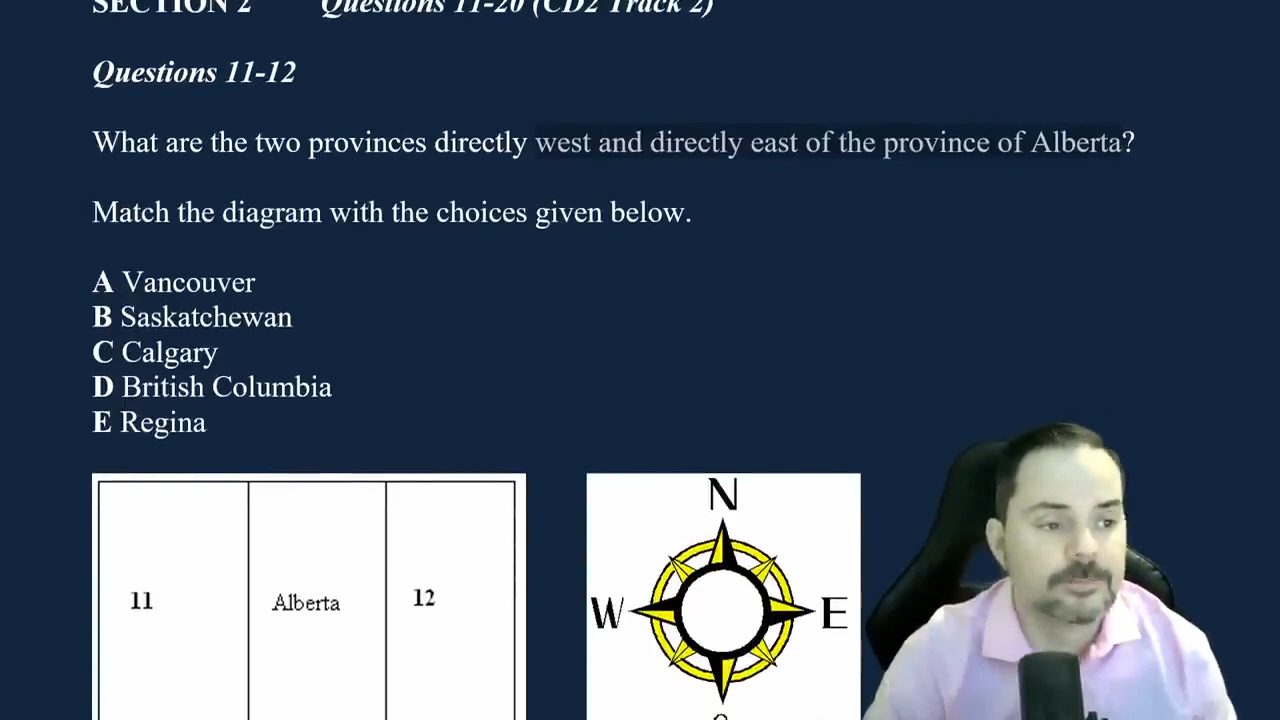 SECTION 2 Questions 11-20 (CD2 Track 2)
Questions 11-12
What are the two provinces directly west and directly east of the province of Alberta?
Match the diagram with the choices given below.
A Vancouver
B Saskatchewan
C Calgary
D British Columbia
E Regina
N
11 Alberta 12
W E